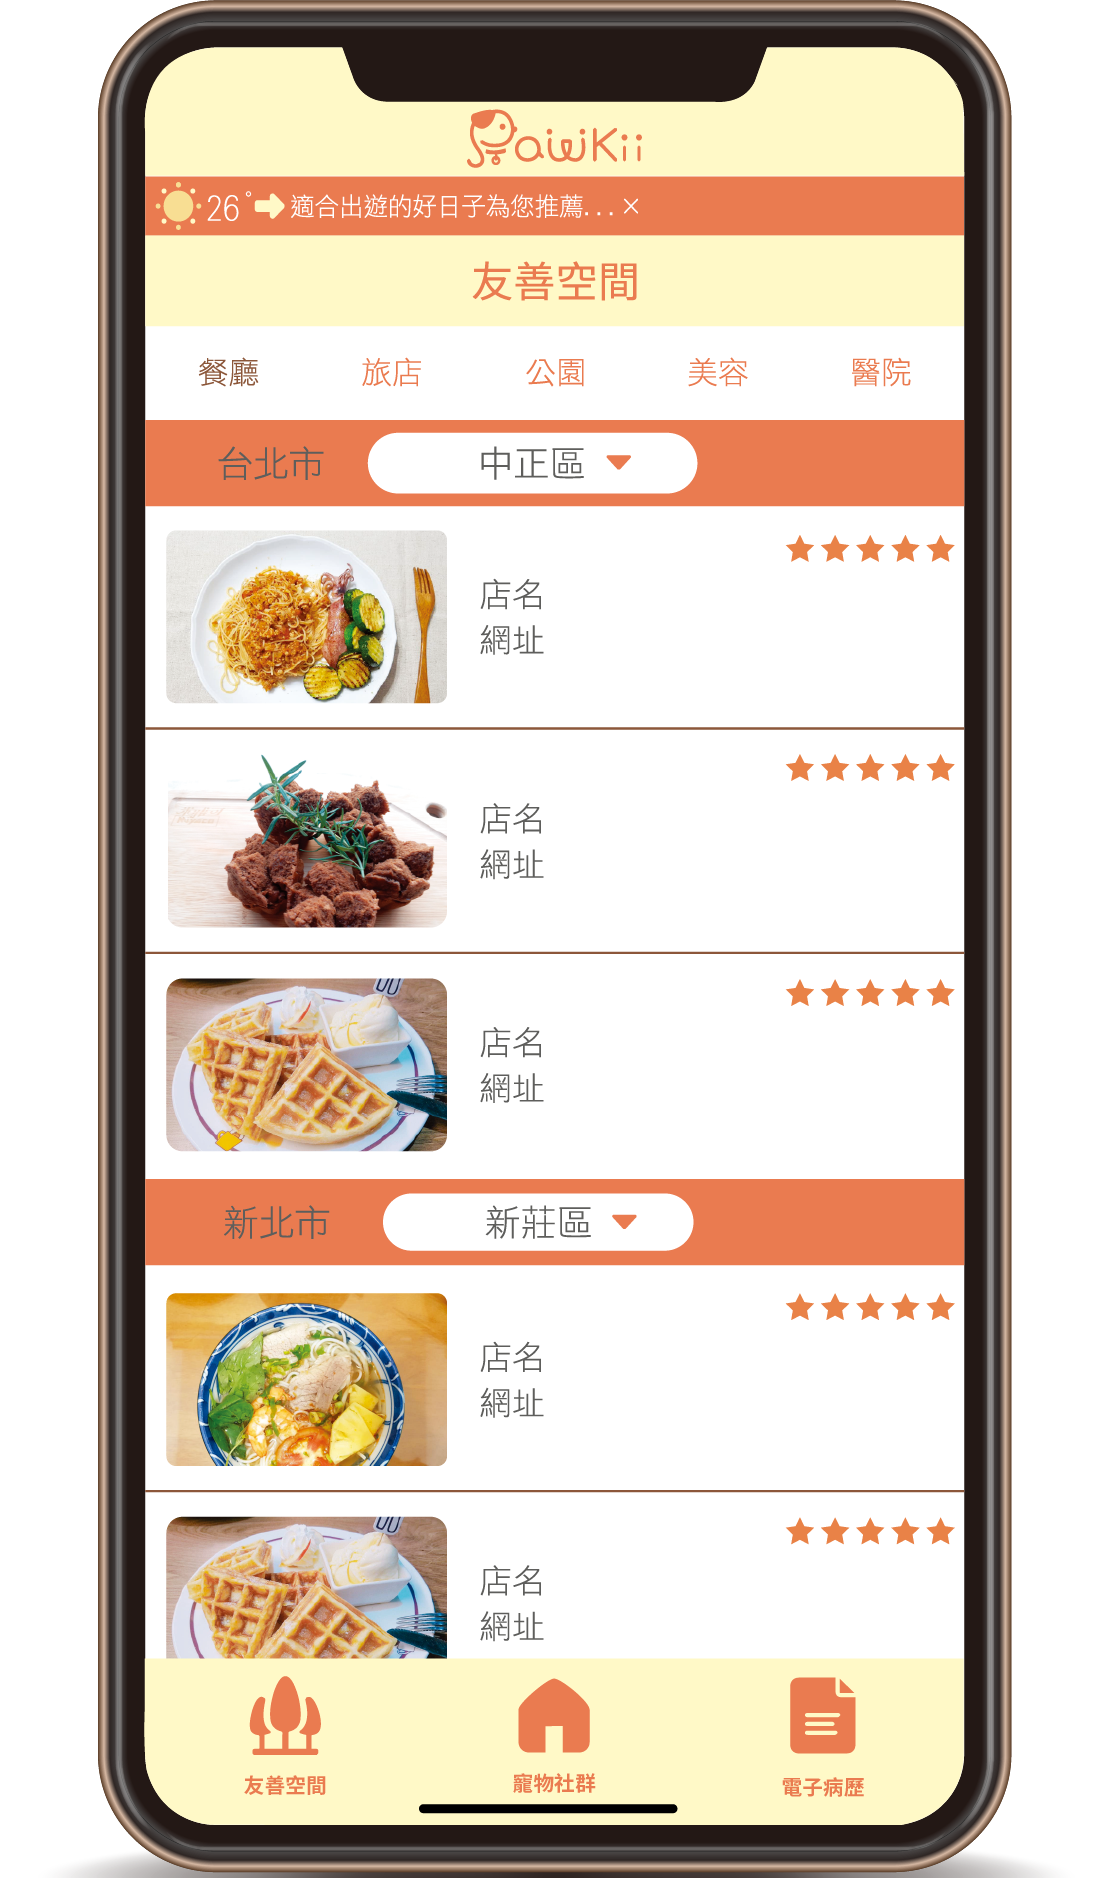 PawKii
26° 適合出遊的好日子為您推薦...×
友善空間
餐廳 旅店 公園 美容 醫院
台北市 中正區
店名
網址
店名
網址
店名
網址
新北市 新莊區
店名
網址
店名
網址
友善空間 寵物社群 電子病歷